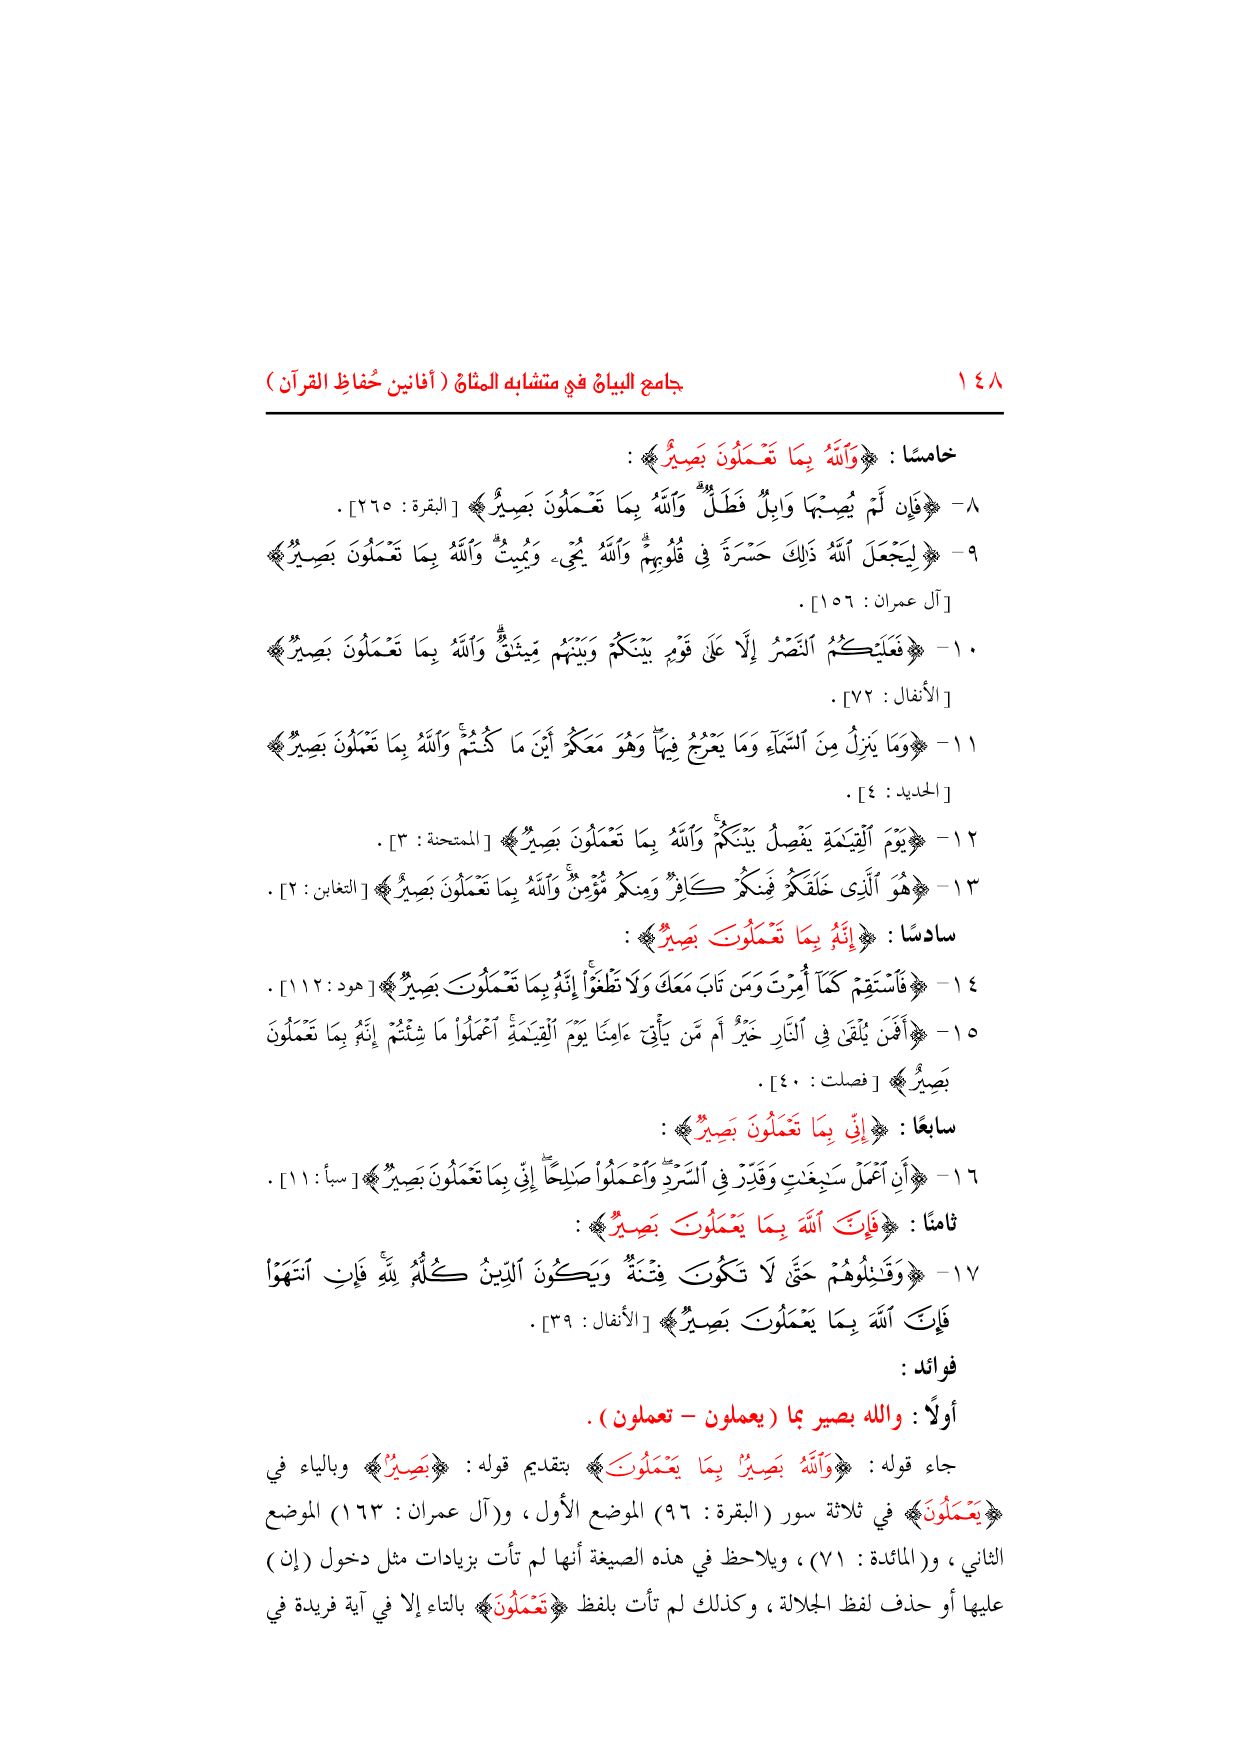 ١٤٨ جامع البيان في متشابه المثان ( أفانين حُفاظِ القرآن )
خامسًا : ﴿وَٱللَّهُ بِمَا تَعْمَلُونَ بَصِيرٌ﴾ :
٨- ﴿فَإِن لَّمْ يُصِبْهَا وَابِلٌ فَطَلٌّ ۗ وَٱللَّهُ بِمَا تَعْمَلُونَ بَصِيرٌ﴾ [البقرة : ٢٦٥] .
٩- ﴿لِيَجْعَلَ ٱللَّهُ ذَٰلِكَ حَسْرَةً فِى قُلُوبِهِمْ ۗ وَٱللَّهُ يُحْىِۦ وَيُمِيتُ ۗ وَٱللَّهُ بِمَا تَعْمَلُونَ بَصِيرٌ﴾
[آل عمران : ١٥٦] .
١٠- ﴿فَعَلَيْكُمُ ٱلنَّصْرُ إِلَّا عَلَىٰ قَوْمٍۭ بَيْنَكُمْ وَبَيْنَهُم مِّيثَٰقٌ ۗ وَٱللَّهُ بِمَا تَعْمَلُونَ بَصِيرٌ﴾
[الأنفال : ٧٢] .
١١- ﴿وَمَا يَنزِلُ مِنَ ٱلسَّمَآءِ وَمَا يَعْرُجُ فِيهَا ۖ وَهُوَ مَعَكُمْ أَيْنَ مَا كُنتُمْ ۚ وَٱللَّهُ بِمَا تَعْمَلُونَ بَصِيرٌ﴾
[الحديد : ٤] .
١٢- ﴿يَوْمَ ٱلْقِيَٰمَةِ يَفْصِلُ بَيْنَكُمْ ۚ وَٱللَّهُ بِمَا تَعْمَلُونَ بَصِيرٌ﴾ [الممتحنة : ٣] .
١٣- ﴿هُوَ ٱلَّذِى خَلَقَكُمْ فَمِنكُمْ كَافِرٌ وَمِنكُم مُّؤْمِنٌ ۚ وَٱللَّهُ بِمَا تَعْمَلُونَ بَصِيرٌ﴾ [التغابن : ٢] .
سادسًا : ﴿إِنَّهُۥ بِمَا تَعْمَلُونَ بَصِيرٌ﴾ :
١٤- ﴿فَٱسْتَقِمْ كَمَآ أُمِرْتَ وَمَن تَابَ مَعَكَ وَلَا تَطْغَوْا۟ ۚ إِنَّهُۥ بِمَا تَعْمَلُونَ بَصِيرٌ﴾ [هود : ١١٢] .
١٥- ﴿أَفَمَن يُلْقَىٰ فِى ٱلنَّارِ خَيْرٌ أَم مَّن يَأْتِىٓ ءَامِنًا يَوْمَ ٱلْقِيَٰمَةِ ۚ ٱعْمَلُوا۟ مَا شِئْتُمْ إِنَّهُۥ بِمَا تَعْمَلُونَ
بَصِيرٌ﴾ [فصلت : ٤٠] .
سابعًا : ﴿إِنِّى بِمَا تَعْمَلُونَ بَصِيرٌ﴾ :
١٦- ﴿أَنِ ٱعْمَلْ سَٰبِغَٰتٍ وَقَدِّرْ فِى ٱلسَّرْدِ ۖ وَٱعْمَلُوا۟ صَٰلِحًا ۖ إِنِّى بِمَا تَعْمَلُونَ بَصِيرٌ﴾ [سبأ : ١١] .
ثامنًا : ﴿فَإِنَّ ٱللَّهَ بِمَا يَعْمَلُونَ بَصِيرٌ﴾ :
١٧- ﴿وَقَٰتِلُوهُمْ حَتَّىٰ لَا تَكُونَ فِتْنَةٌ وَيَكُونَ ٱلدِّينُ كُلُّهُۥ لِلَّهِ ۚ فَإِنِ ٱنتَهَوْا۟
فَإِنَّ ٱللَّهَ بِمَا يَعْمَلُونَ بَصِيرٌ﴾ [الأنفال : ٣٩] .
فوائد :
أولًا : والله بصير بما ( يعملون – تعملون ) .
جاء قوله : ﴿وَٱللَّهُ بَصِيرٌۢ بِمَا يَعْمَلُونَ﴾ بتقديم قوله : ﴿بَصِيرٌۢ﴾ وبالياء في
﴿يَعْمَلُونَ﴾ في ثلاثة سور ( البقرة : ٩٦) الموضع الأول ، و( آل عمران : ١٦٣) الموضع
الثاني ، و( المائدة : ٧١) ، ويلاحظ في هذه الصيغة أنها لم تأت بزيادات مثل دخول ( إن )
عليها أو حذف لفظ الجلالة ، وكذلك لم تأت بلفظ ﴿تَعْمَلُونَ﴾ بالتاء إلا في آية فريدة في